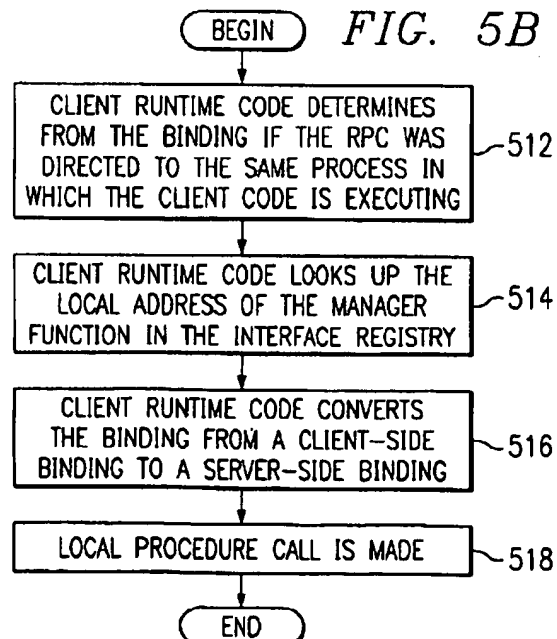 BEGIN
FIG. 5B
CLIENT RUNTIME CODE DETERMINES
FROM THE BINDING IF THE RPC WAS
DIRECTED TO THE SAME PROCESS IN
WHICH THE CLIENT CODE IS EXECUTING
512
CLIENT RUNTIME CODE LOOKS UP THE
LOCAL ADDRESS OF THE MANAGER
FUNCTION IN THE INTERFACE REGISTRY
514
CLIENT RUNTIME CODE CONVERTS
THE BINDING FROM A CLIENT-SIDE
BINDING TO A SERVER-SIDE BINDING
516
LOCAL PROCEDURE CALL IS MADE
518
END